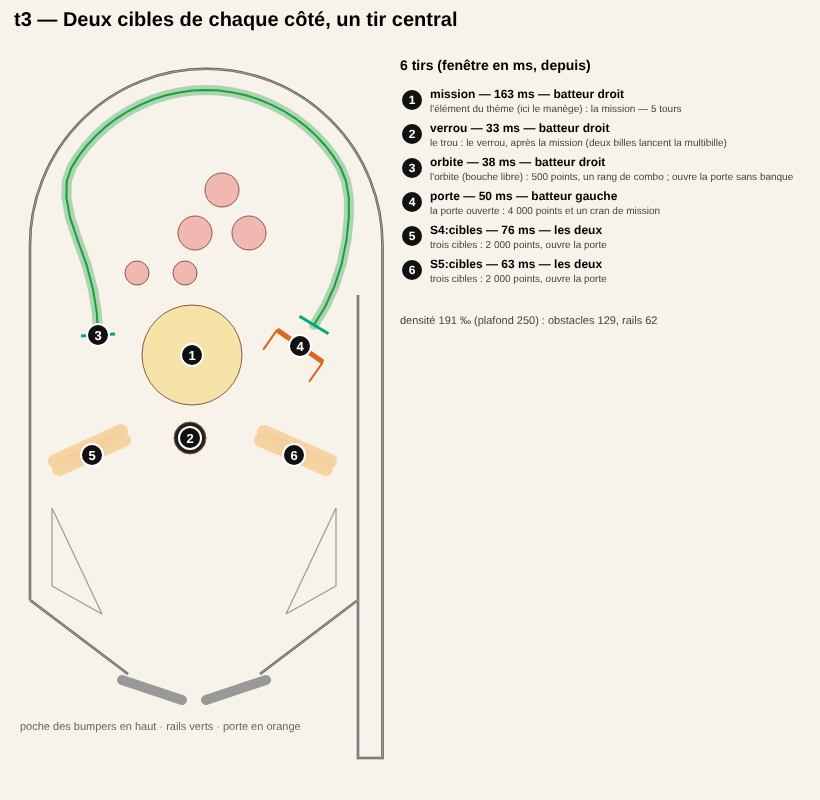 t3 — Deux cibles de chaque côté, un tir central
6 tirs (fenêtre en ms, depuis)
1 mission — 163 ms — batteur droit
l'élément du thème (ici le manège) : la mission — 5 tours
2 verrou — 33 ms — batteur droit
le trou : le verrou, après la mission (deux billes lancent la multibille)
3 orbite — 38 ms — batteur droit
l'orbite (bouche libre) : 500 points, un rang de combo ; ouvre la porte sans banque
4 porte — 50 ms — batteur gauche
la porte ouverte : 4 000 points et un cran de mission
5 S4:cibles — 76 ms — les deux
trois cibles : 2 000 points, ouvre la porte
6 S5:cibles — 63 ms — les deux
trois cibles : 2 000 points, ouvre la porte
densité 191 ‰ (plafond 250) : obstacles 129, rails 62
3
4
1
2
5
6
poche des bumpers en haut · rails verts · porte en orange